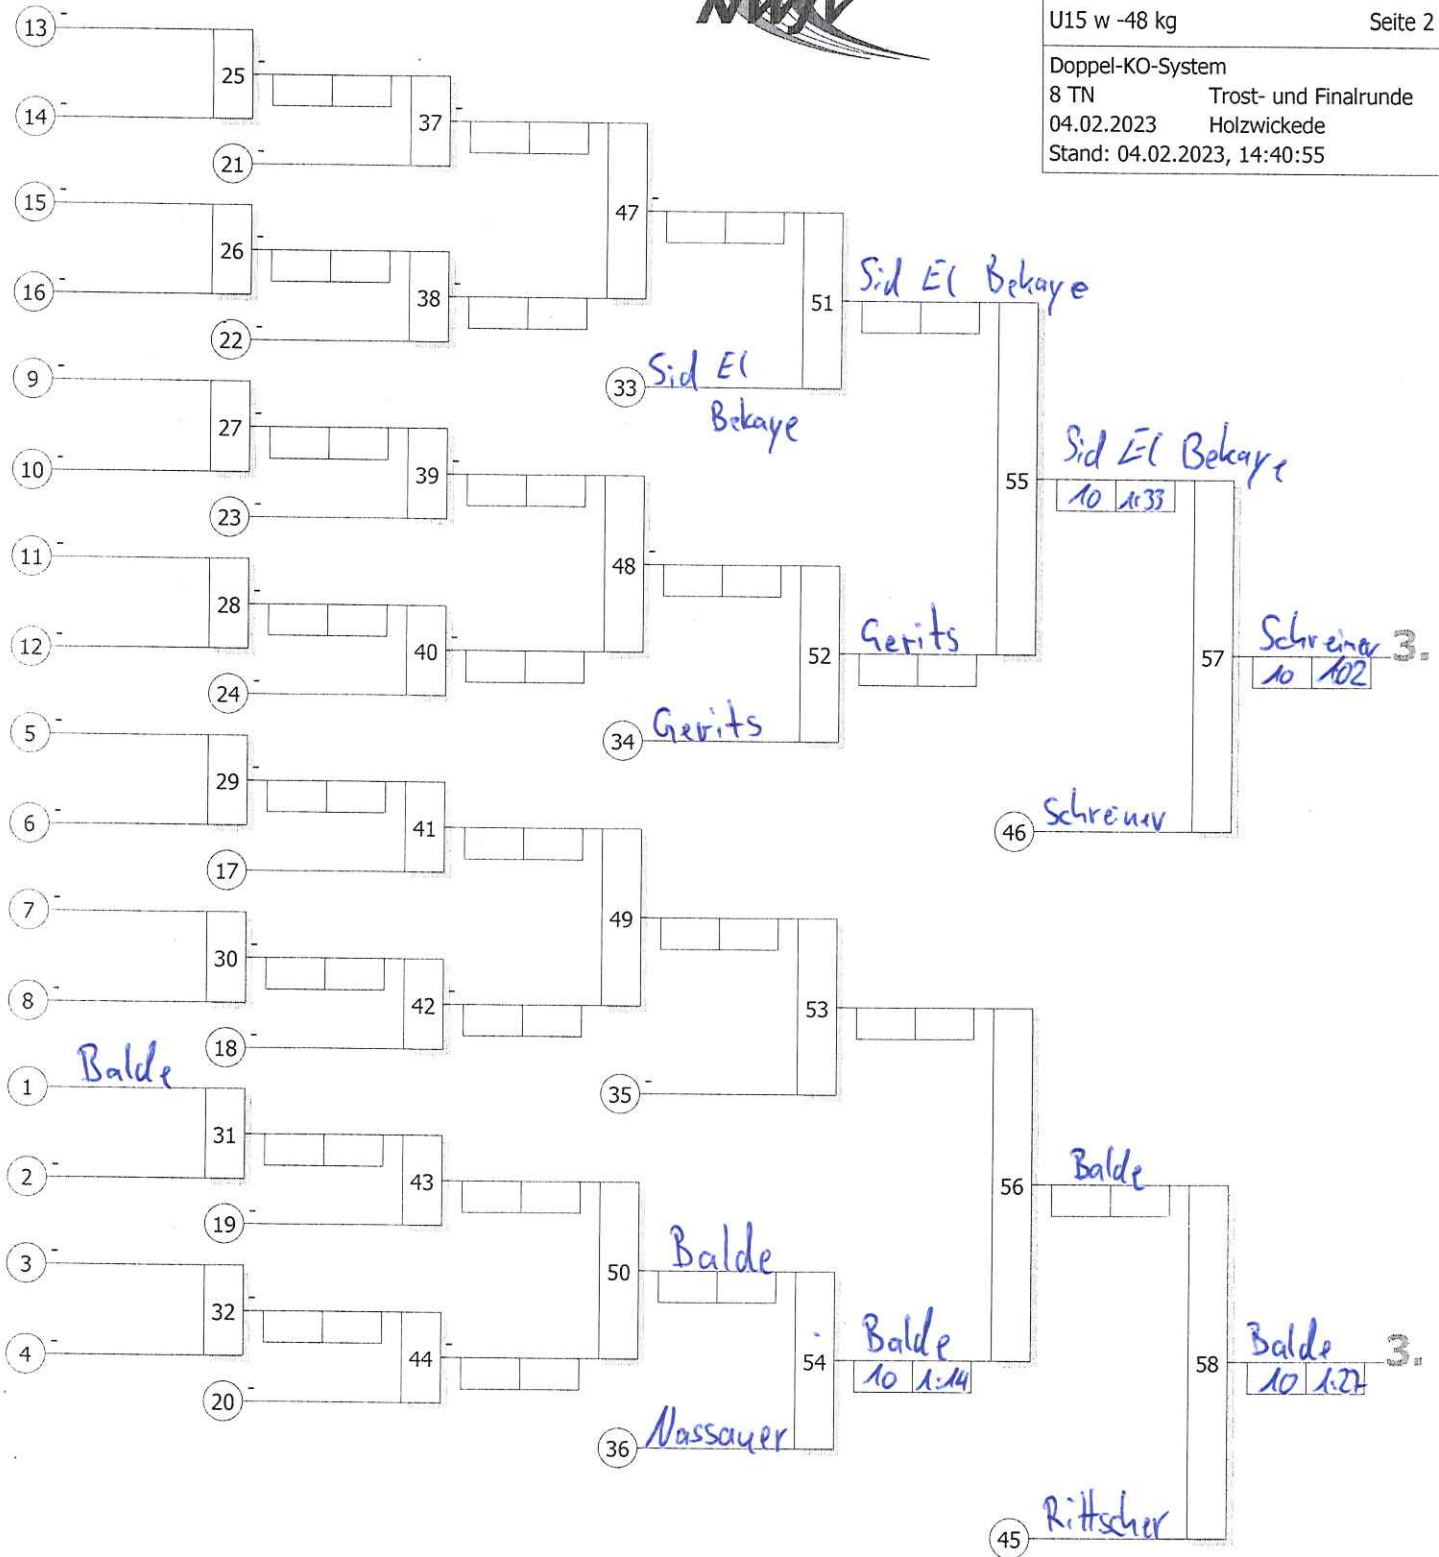 NWJV
U15 w -48 kg Seite 2
Doppel-KO-System
8 TN Trost- und Finalrunde
04.02.2023 Holzwickede
Stand: 04.02.2023, 14:40:55
13 -
25 -
14 -
37 -
21 -
15 -
47 -
26 -
16 -
38 -
22 -
51 Sid El Bekaye
33 Sid El
Bekaye
9 -
27 -
10 -
39 -
23 -
55 Sid El Bekaye
10 1:33
11 -
48 -
28 -
12 -
40 -
24 -
52 Gerits
57 Schreiner 3.
10 102
34 Gerits
5 -
29 -
6 -
41 -
17 -
46 Schreiner
7 -
49 -
30 -
8 -
42 -
18 -
53
1 Balde
35 -
31 -
2 -
43 -
19 -
56 Balde
3 -
50 Balde
32 -
4 -
44 -
20 -
54 Balde
10 1:14
58 Balde 3.
10 1:27
36 Nassauer
45 Rittscher